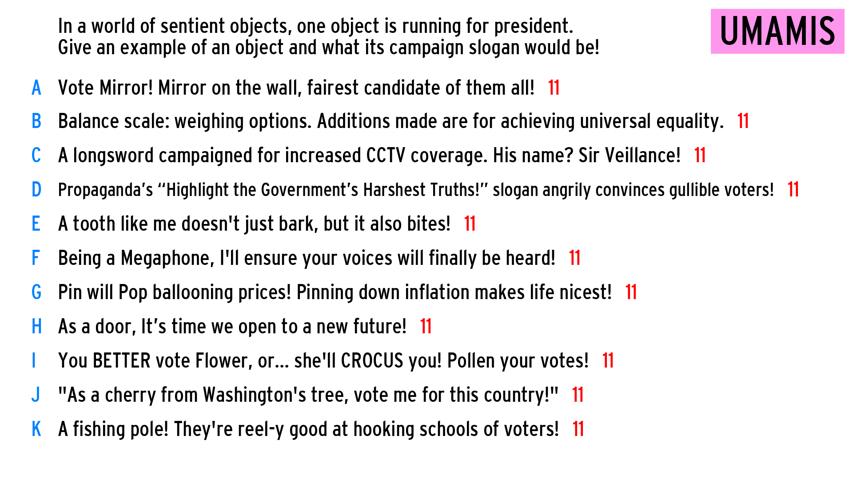 In a world of sentient objects, one object is running for president.
Give an example of an object and what its campaign slogan would be!
UMAMIS
A Vote Mirror! Mirror on the wall, fairest candidate of them all! 11
B Balance scale: weighing options. Additions made are for achieving universal equality. 11
C A longsword campaigned for increased CCTV coverage. His name? Sir Veillance! 11
D Propaganda's “Highlight the Government's Harshest Truths!” slogan angrily convinces gullible voters! 11
E A tooth like me doesn't just bark, but it also bites! 11
F Being a Megaphone, I'll ensure your voices will finally be heard! 11
G Pin will Pop ballooning prices! Pinning down inflation makes life nicest! 11
H As a door, It’s time we open to a new future! 11
I You BETTER vote Flower, or... she'll CROCUS you! Pollen your votes! 11
J "As a cherry from Washington's tree, vote me for this country!" 11
K A fishing pole! They're reel-y good at hooking schools of voters! 11